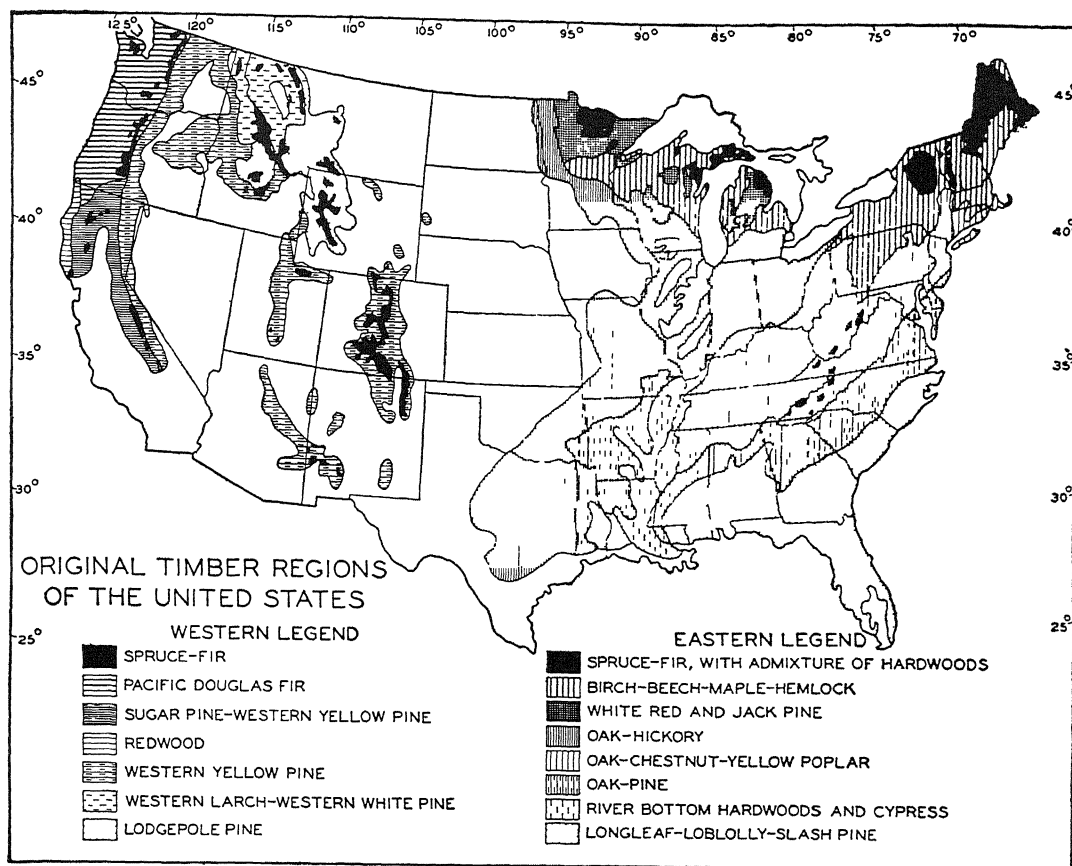 125° 120° 115° 110° 105° 100° 95° 90° 85° 80° 75° 70°
45° 45°
40° 40°
35° 35°
30° 30°
25° 25°
ORIGINAL TIMBER REGIONS
OF THE UNITED STATES
WESTERN LEGEND
SPRUCE-FIR
PACIFIC DOUGLAS FIR
SUGAR PINE-WESTERN YELLOW PINE
REDWOOD
WESTERN YELLOW PINE
WESTERN LARCH-WESTERN WHITE PINE
LODGEPOLE PINE
EASTERN LEGEND
SPRUCE-FIR, WITH ADMIXTURE OF HARDWOODS
BIRCH-BEECH-MAPLE-HEMLOCK
WHITE RED AND JACK PINE
OAK-HICKORY
OAK-CHESTNUT-YELLOW POPLAR
OAK-PINE
RIVER BOTTOM HARDWOODS AND CYPRESS
LONGLEAF-LOBLOLLY-SLASH PINE